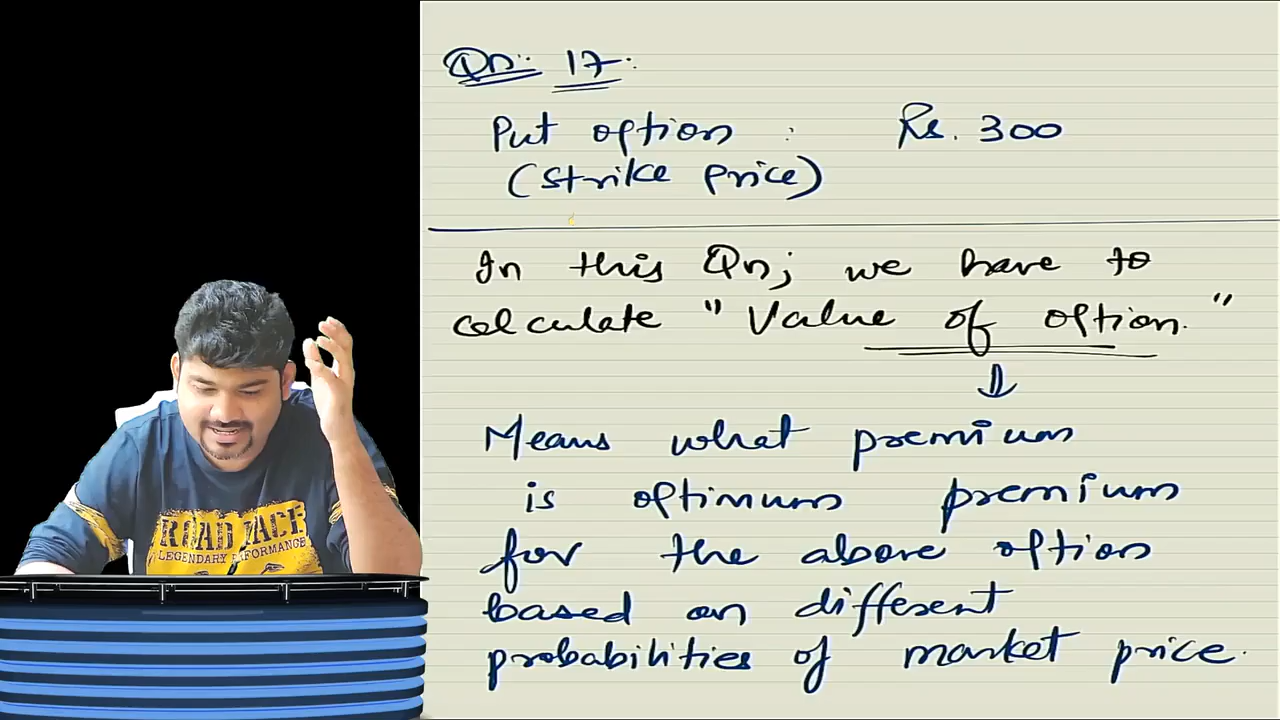 Qn: 17:
Put option : Rs. 300
(strike price)
In this Qn; we have to
calculate "Value of option."
Means what premium
is optimum premium
for the above option
based on different
probabilities of market price.
ROAD RACE
LEGENDARY PERFORMANCE